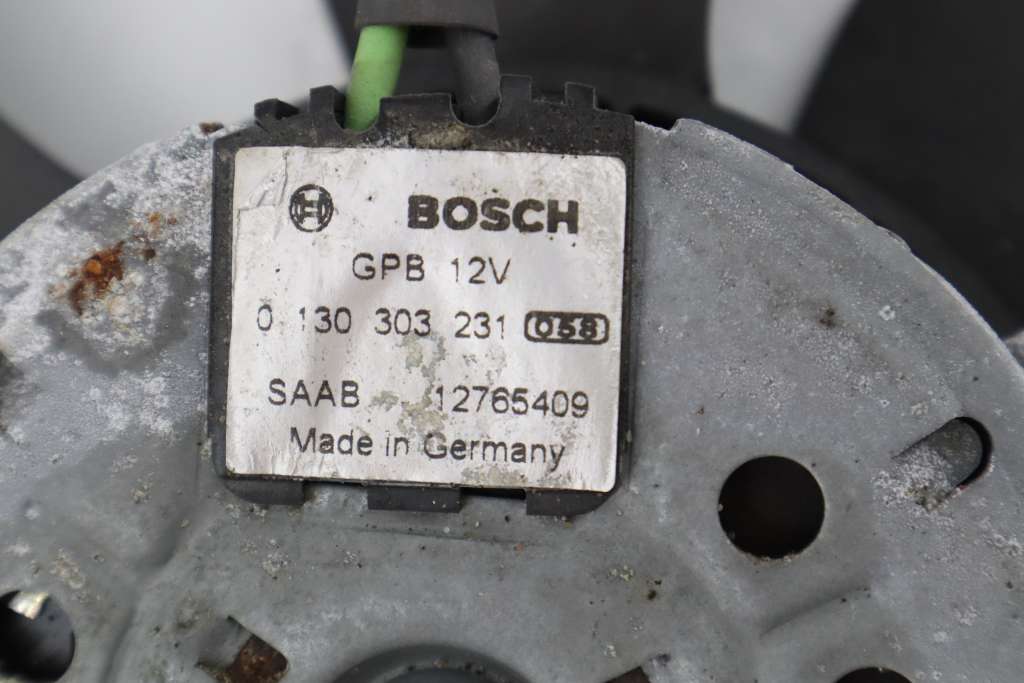 BOSCH
GPB 12V
0 130 303 231 058
SAAB 12765409
Made in Germany